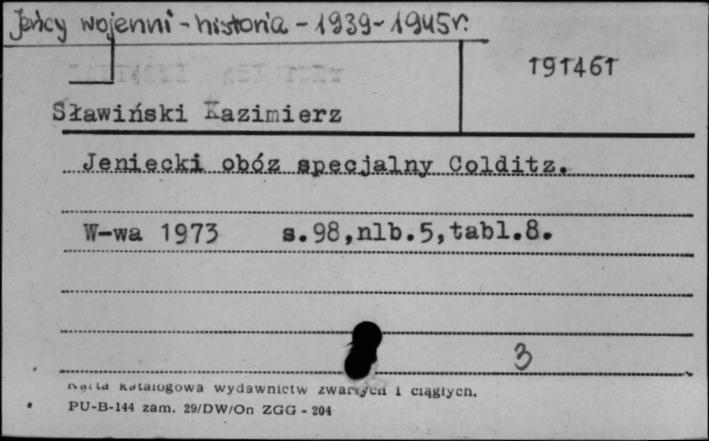 Jeńcy wojenni - historia - 1939-1945r.
191461
Sławiński Kazimierz
Jeniecki obóz specjalny Colditz.
W-wa 1973 s.98,nlb.5,tabl.8.
3
Karta katalogowa wydawnictw zwartych i ciągłych.
PU-B-144 zam. 29/DW/On ZGG - 204